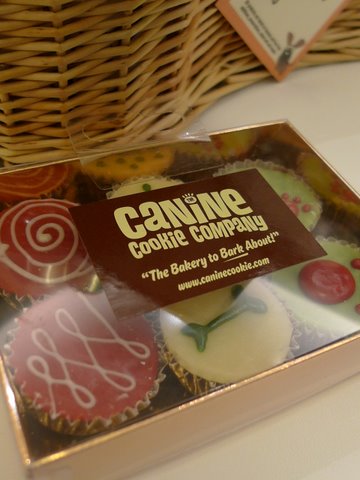 CANINE
COOKIE COMPANY
"The Bakery to Bark About!"
www.caninecookie.com